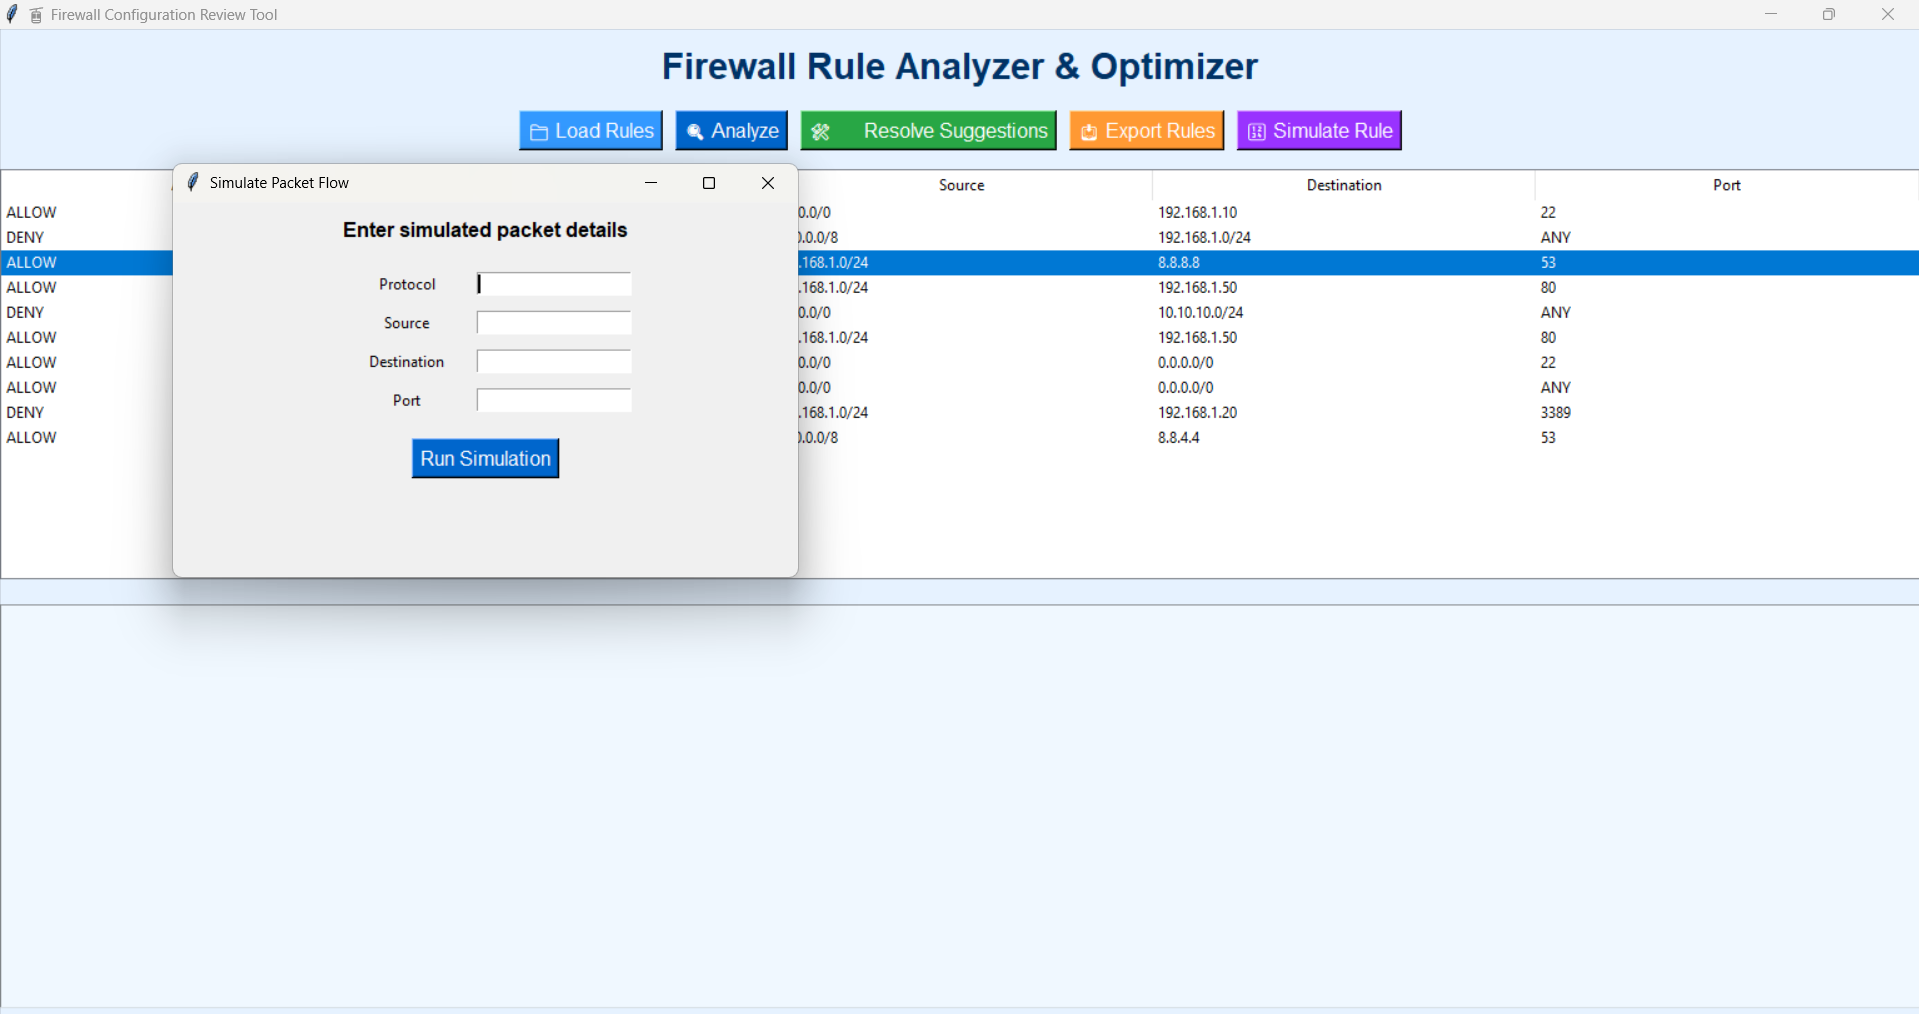 Firewall Configuration Review Tool
Firewall Rule Analyzer & Optimizer
Load Rules Analyze Resolve Suggestions Export Rules Simulate Rule
Simulate Packet Flow
Enter simulated packet details
Protocol
Source
Destination
Port
Run Simulation
Source Destination Port
ALLOW 0.0/0 192.168.1.10 22
DENY .0.0/8 192.168.1.0/24 ANY
ALLOW .168.1.0/24 8.8.8.8 53
ALLOW .168.1.0/24 192.168.1.50 80
DENY 0.0/0 10.10.10.0/24 ANY
ALLOW .168.1.0/24 192.168.1.50 80
ALLOW 0.0/0 0.0.0.0/0 22
ALLOW 0.0/0 0.0.0.0/0 ANY
DENY .168.1.0/24 192.168.1.20 3389
ALLOW .0.0/8 8.8.4.4 53